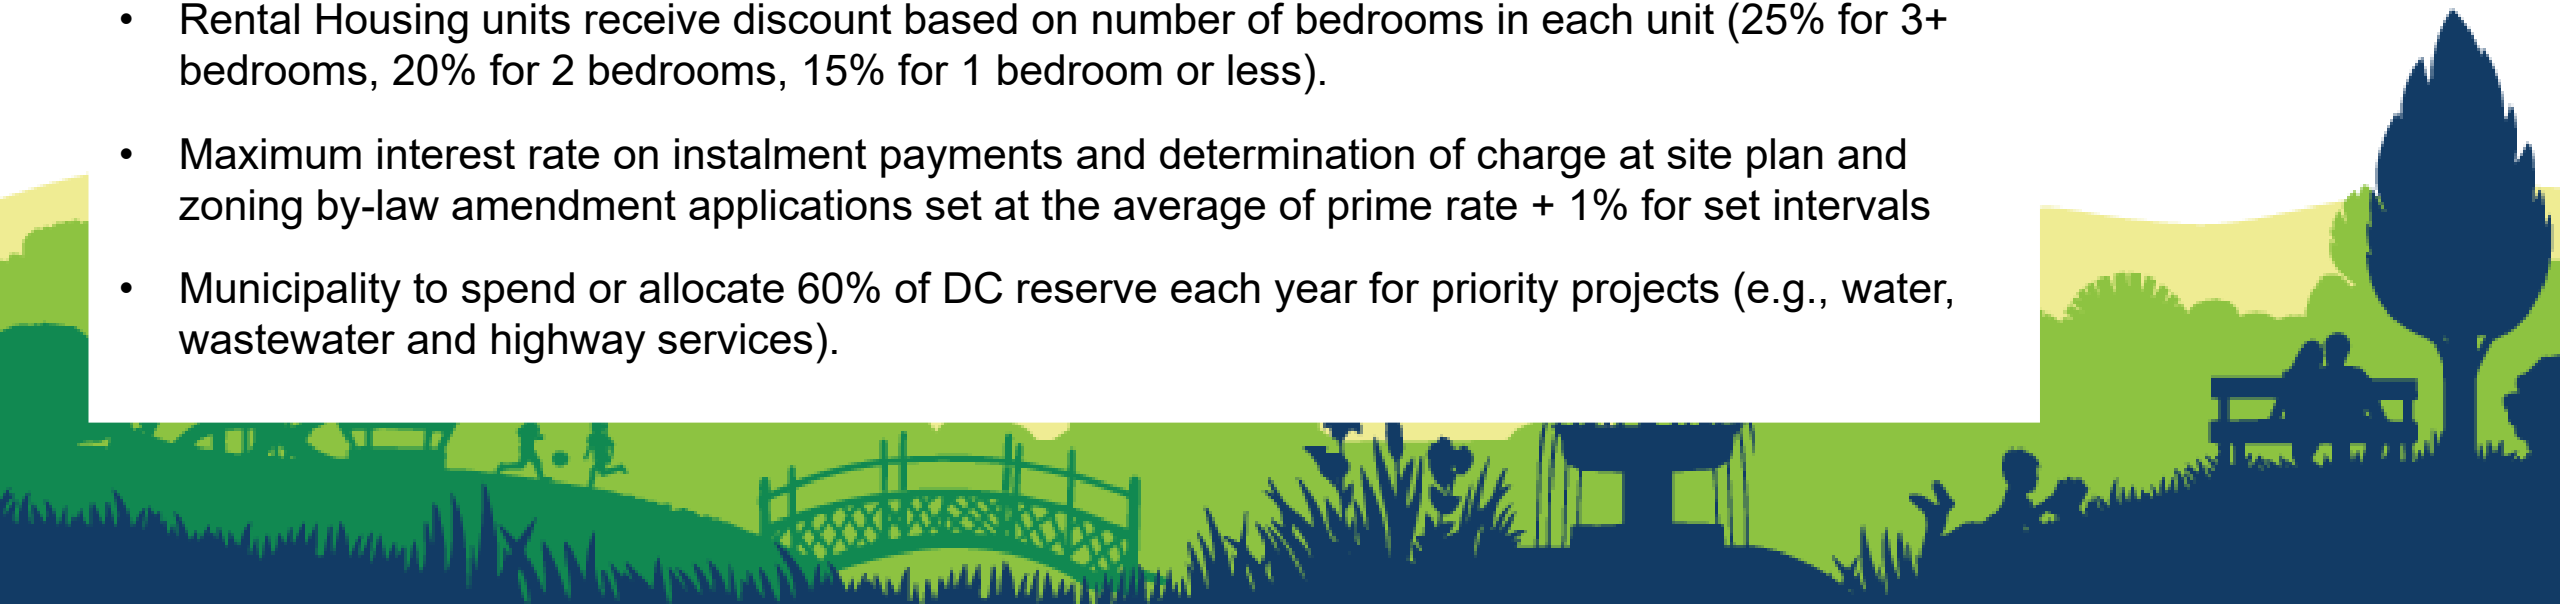 • Rental Housing units receive discount based on number of bedrooms in each unit (25% for 3+
bedrooms, 20% for 2 bedrooms, 15% for 1 bedroom or less).
• Maximum interest rate on instalment payments and determination of charge at site plan and
zoning by-law amendment applications set at the average of prime rate + 1% for set intervals
• Municipality to spend or allocate 60% of DC reserve each year for priority projects (e.g., water,
wastewater and highway services).